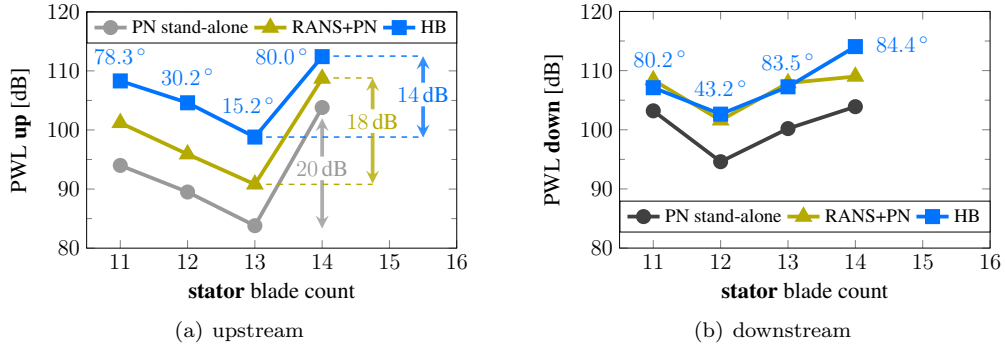 PN stand-alone RANS+PN HB
PWL up [dB]
120
110
100
90
80
78.3°
30.2°
15.2°
80.0°
14 dB
18 dB
20 dB
11 12 13 14 15 16
stator blade count
(a) upstream
PWL down [dB]
120
110
100
90
80
80.2°
43.2°
83.5°
84.4°
PN stand-alone RANS+PN HB
11 12 13 14 15 16
stator blade count
(b) downstream